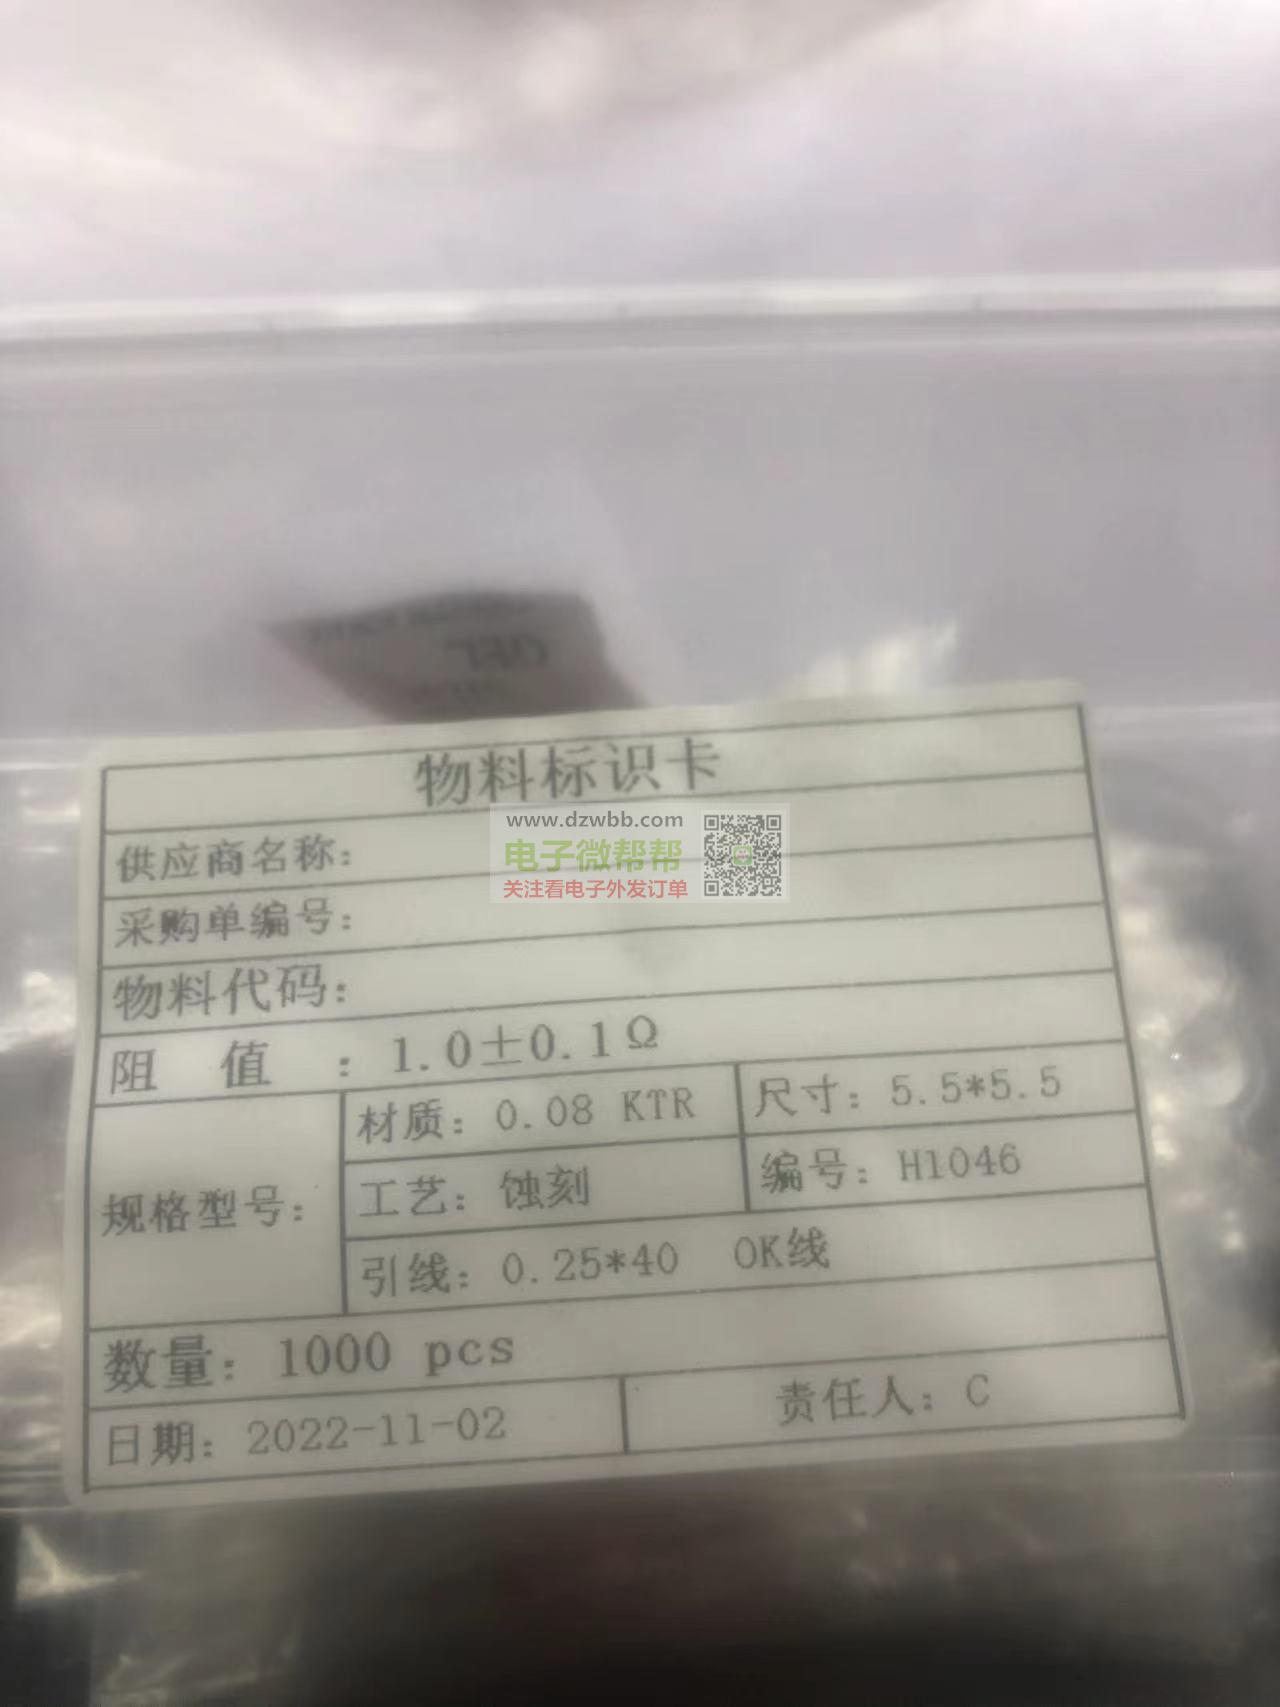 物料标识卡
www.dzwbb.com
电子微帮帮
关注看电子外发订单
供应商名称:
采购单编号:
物料代码:
阻 值 : 1.0±0.1Ω
规格型号:
材质: 0.08 KTR 尺寸: 5.5*5.5
工艺: 蚀刻 编号: H1046
引线: 0.25*40 OK线
数量: 1000 pcs
日期: 2022-11-02 责任人: C